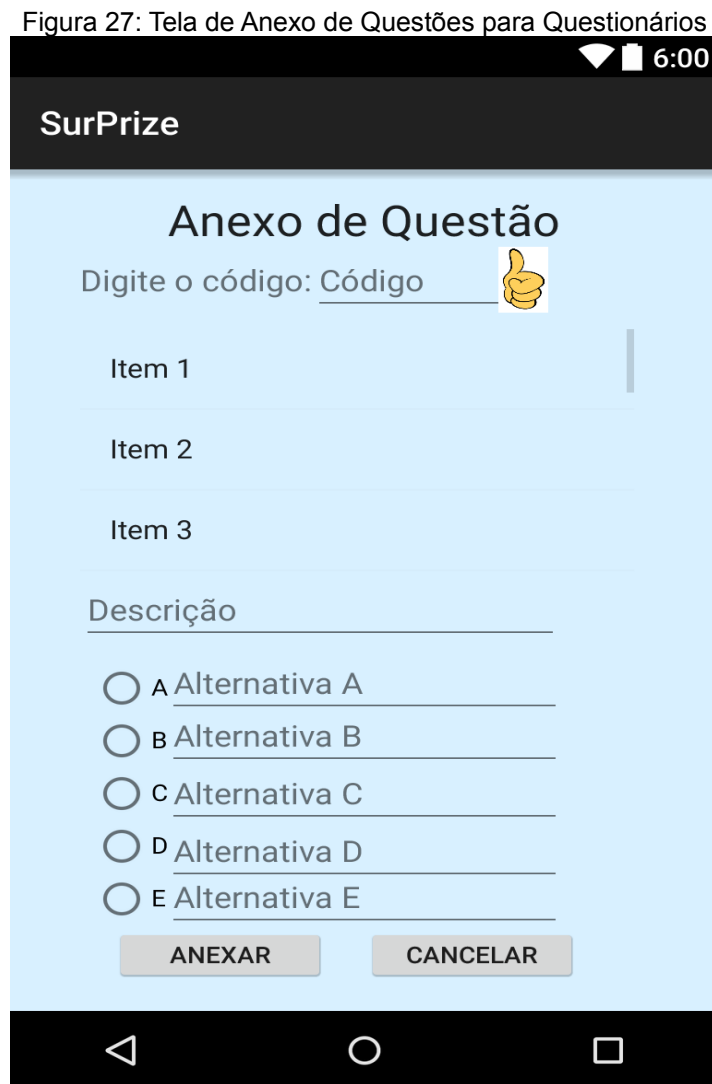 Figura 27: Tela de Anexo de Questões para Questionários
6:00
SurPrize
Anexo de Questão
Digite o código: Código
Item 1
Item 2
Item 3
Descrição
A Alternativa A
B Alternativa B
C Alternativa C
D Alternativa D
E Alternativa E
ANEXAR CANCELAR